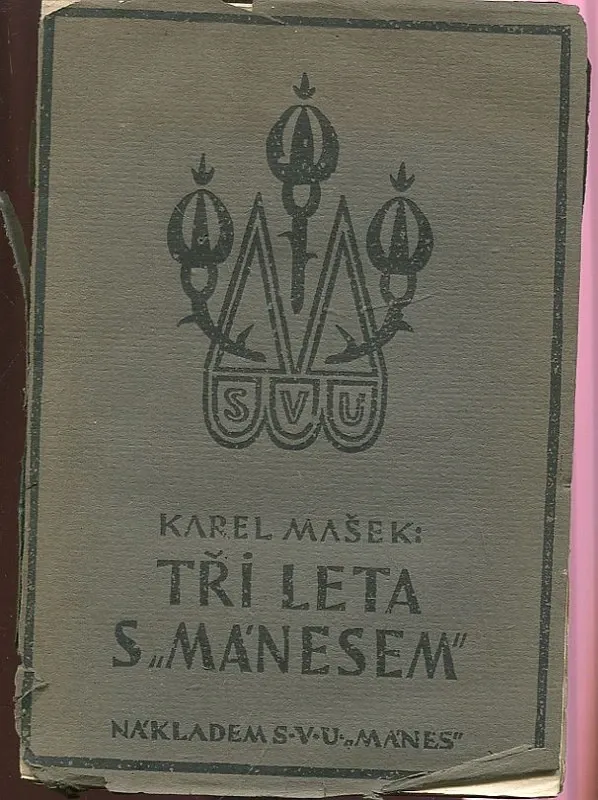 SVU
KAREL MAŠEK:
TŘI LETA
S „MÁNESEM"
NÁKLADEM S·V·U· „MÁNES"